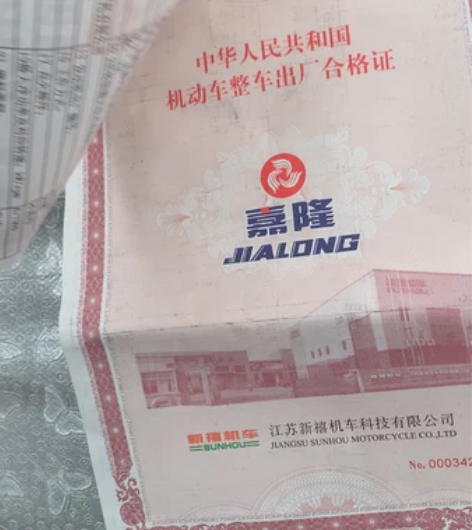 中华人民共和国
机动车整车出厂合格证
嘉隆
JIALONG
新禧机车
SUNHOU
江苏新禧机车科技有限公司
JIANGSU SUNHOU MOTORCYCLE CO.,LTD
No. 000342